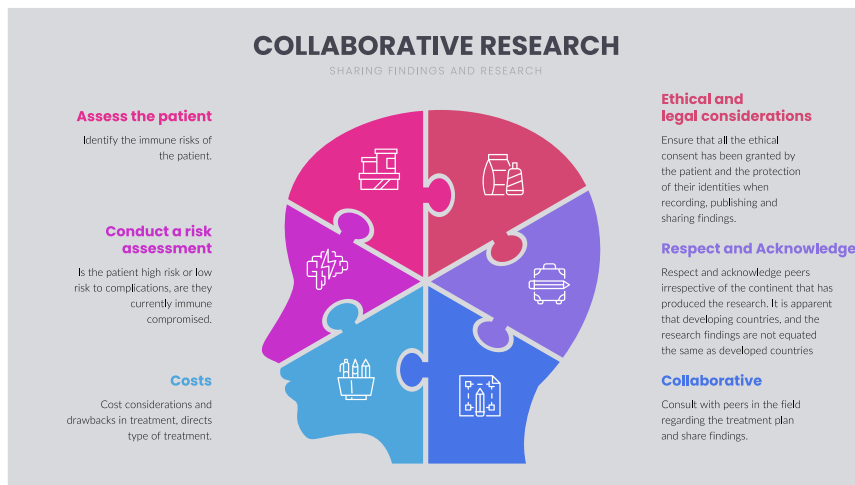 COLLABORATIVE RESEARCH
SHARING FINDINGS AND RESEARCH
Assess the patient
Identify the immune risks of
the patient.
Conduct a risk
assessment
Is the patient high risk or low
risk to complications, are they
currently immune
compromised.
Costs
Cost considerations and
drawbacks in treatment, directs
type of treatment.
Ethical and
legal considerations
Ensure that all the ethical
consent has been granted by
the patient and the protection
of their identities when
recording, publishing and
sharing findings.
Respect and Acknowledge
Respect and acknowledge peers
irrespective of the continent that has
produced the research. It is apparent
that developing countries, and the
research findings are not equated
the same as developed countries
Collaborative
Consult with peers in the field
regarding the treatment plan
and share findings.